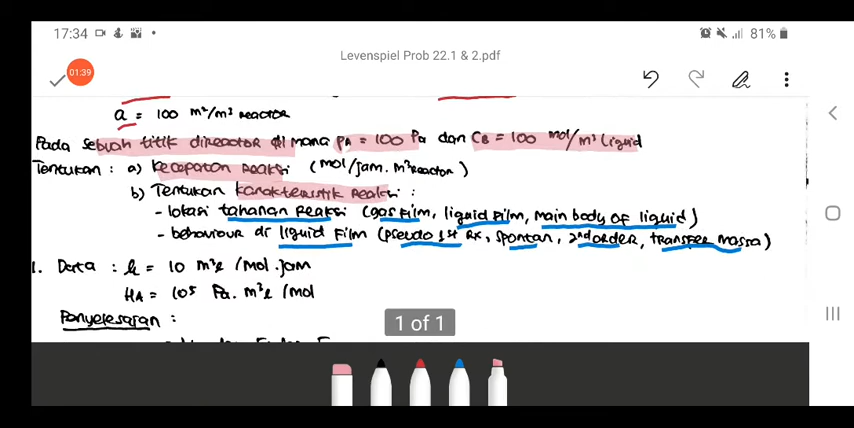 17:34
81%
Levenspiel Prob 22.1 & 2.pdf
01:39
a = 100 m²/m³ reactor
Pada sebuah titik direaktor di mana PA = 100 Pa dan CB = 100 mol/m³ liquid
Tentukan : a) kecepatan reaksi (mol/jam. m³reactor)
b) Tentukan karakteristik reaksi :
- lokasi tahanan reaksi (gas film, liquid film, main body of liquid)
- behaviour di liquid film (pseudo 1st Rx, spontan, 2nd order, transfer massa)
1. Data : k = 10 m³l /mol. jam
HA = 10⁵ Pa. m³l /mol
Penyelesaian :
1 of 1